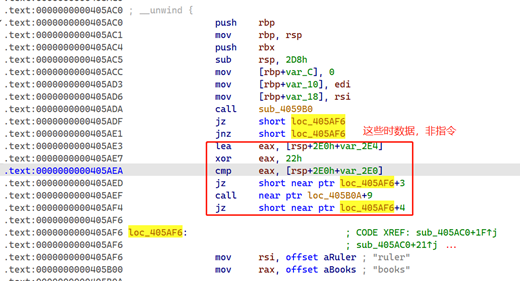 .text:0000000000405AC0 ; __unwind {
.text:0000000000405AC0 push rbp
.text:0000000000405AC1 mov rbp, rsp
.text:0000000000405AC4 push rbx
.text:0000000000405AC5 sub rsp, 2D8h
.text:0000000000405ACC mov [rbp+var_C], 0
.text:0000000000405AD3 mov [rbp+var_10], edi
.text:0000000000405AD6 mov [rbp+var_18], rsi
.text:0000000000405ADA call sub_4059B0
.text:0000000000405ADF jz short loc_405AF6
.text:0000000000405AE1 jnz short loc_405AF6 这些时数据，非指令
.text:0000000000405AE3 lea eax, [rsp+2E0h+var_2E4]
.text:0000000000405AE7 xor eax, 22h
.text:0000000000405AEA cmp eax, [rsp+2E0h+var_2E0]
.text:0000000000405AED jz short near ptr loc_405AF6+3
.text:0000000000405AEF call near ptr loc_405B0A+9
.text:0000000000405AF4 jz short near ptr loc_405AF6+4
.text:0000000000405AF6
.text:0000000000405AF6 loc_405AF6: ; CODE XREF: sub_405AC0+1F↑j
.text:0000000000405AF6 ; sub_405AC0+21↑j ...
.text:0000000000405AF6 mov rsi, offset aRuler ; "ruler"
.text:0000000000405B00 mov rax, offset aBooks ; "books"